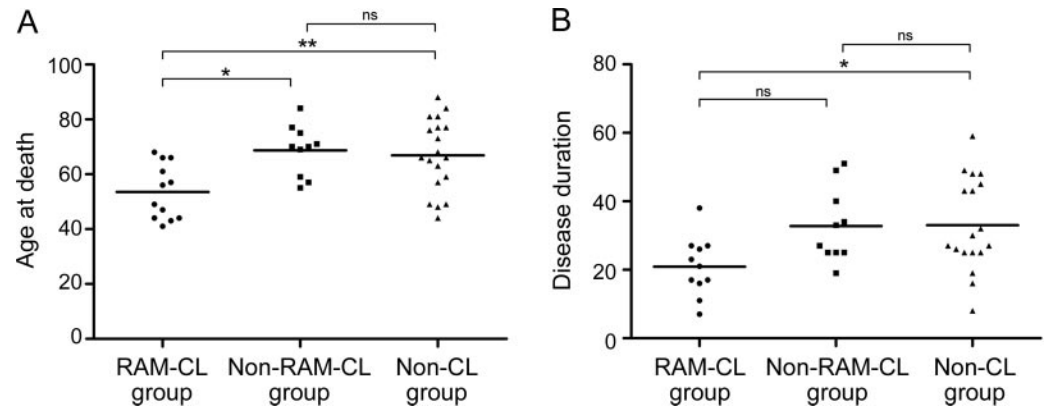 A
ns
**
*
100
80
60
40
20
0
Age at death
RAM-CL
group
Non-RAM-CL
group
Non-CL
group
B
ns
*
ns
80
60
40
20
0
Disease duration
RAM-CL
group
Non-RAM-CL
group
Non-CL
group